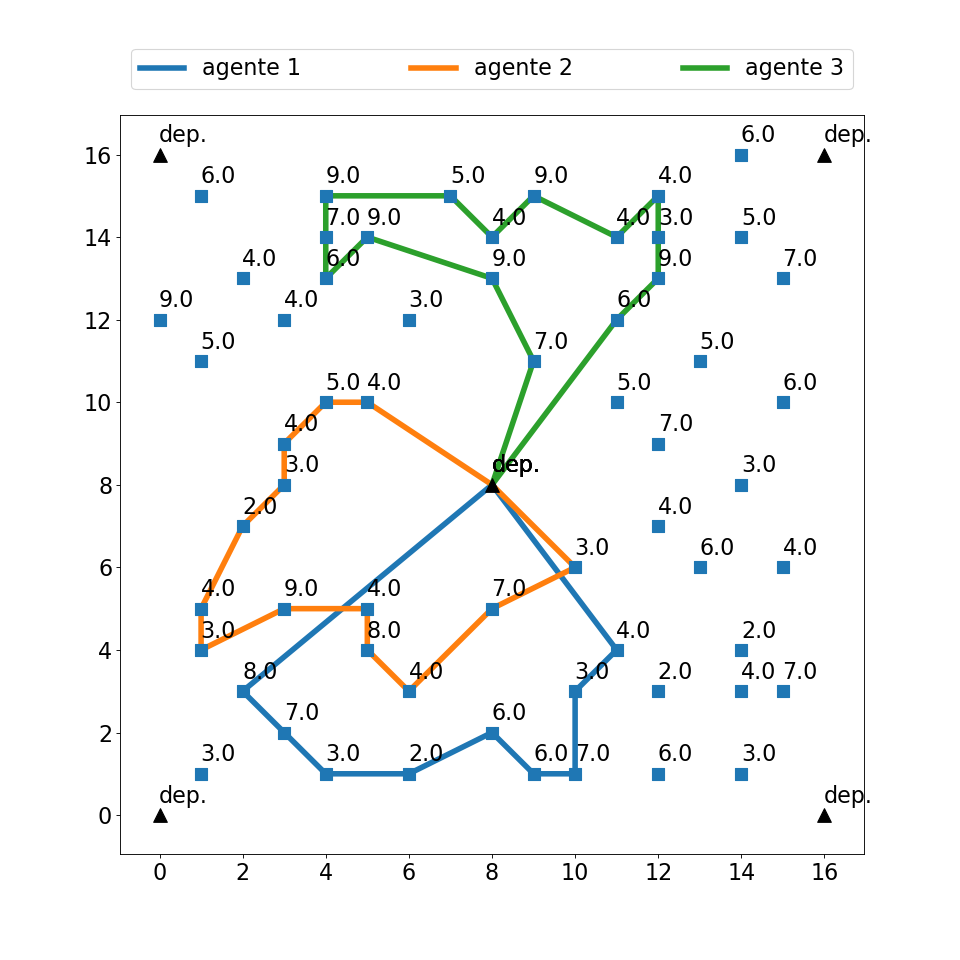 agente 1 agente 2 agente 3
dep. 6.0 dep.
16
6.0 9.0 5.0 9.0 4.0
7.0 9.0 4.0 4.0 3.0 5.0
14
4.0 6.0 9.0 9.0 7.0
9.0 4.0 3.0 6.0
12
5.0 7.0 5.0
5.0 4.0 5.0 6.0
10
4.0 7.0
3.0 dep. 3.0
8
2.0 4.0
3.0 6.0 4.0
6
4.0 9.0 4.0 7.0
3.0 8.0 4.0 2.0
4
8.0 4.0 3.0 2.0 4.0 7.0
7.0 6.0
2
3.0 3.0 2.0 6.0 7.0 6.0 3.0
dep. dep.
0
0 2 4 6 8 10 12 14 16